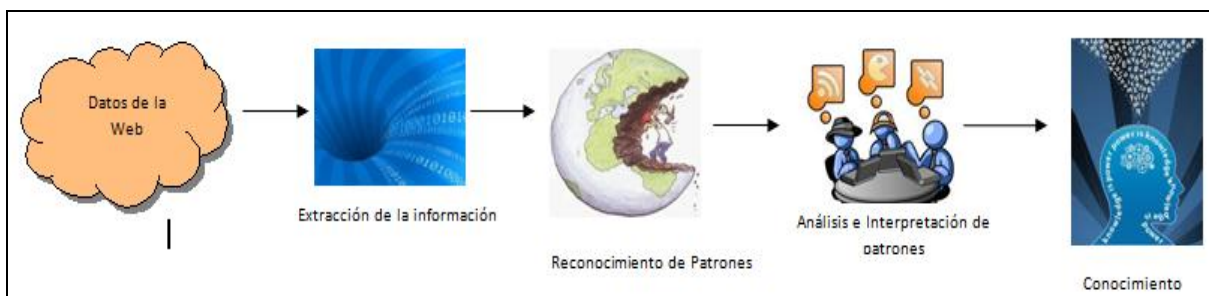 Datos de la
Web
Extracción de la información
Reconocimiento de Patrones
Análisis e Interpretación de
patrones
Conocimiento